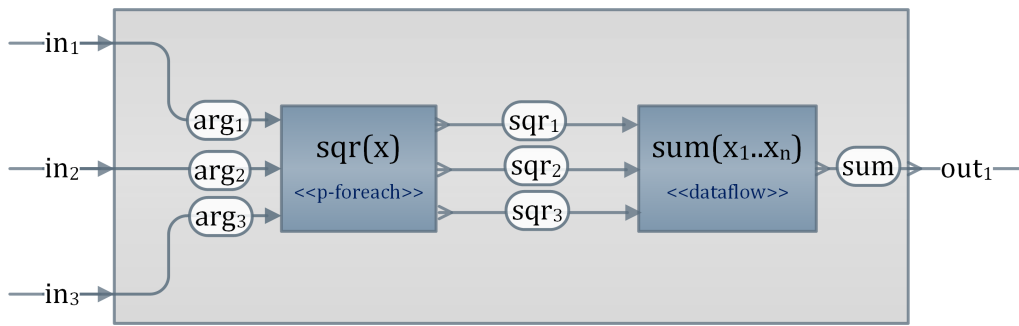 in₁
in₂
in₃
arg₁
arg₂
arg₃
sqr(x)
<<p-foreach>>
sqr₁
sqr₂
sqr₃
sum(x₁..xₙ)
<<dataflow>>
sum
out₁